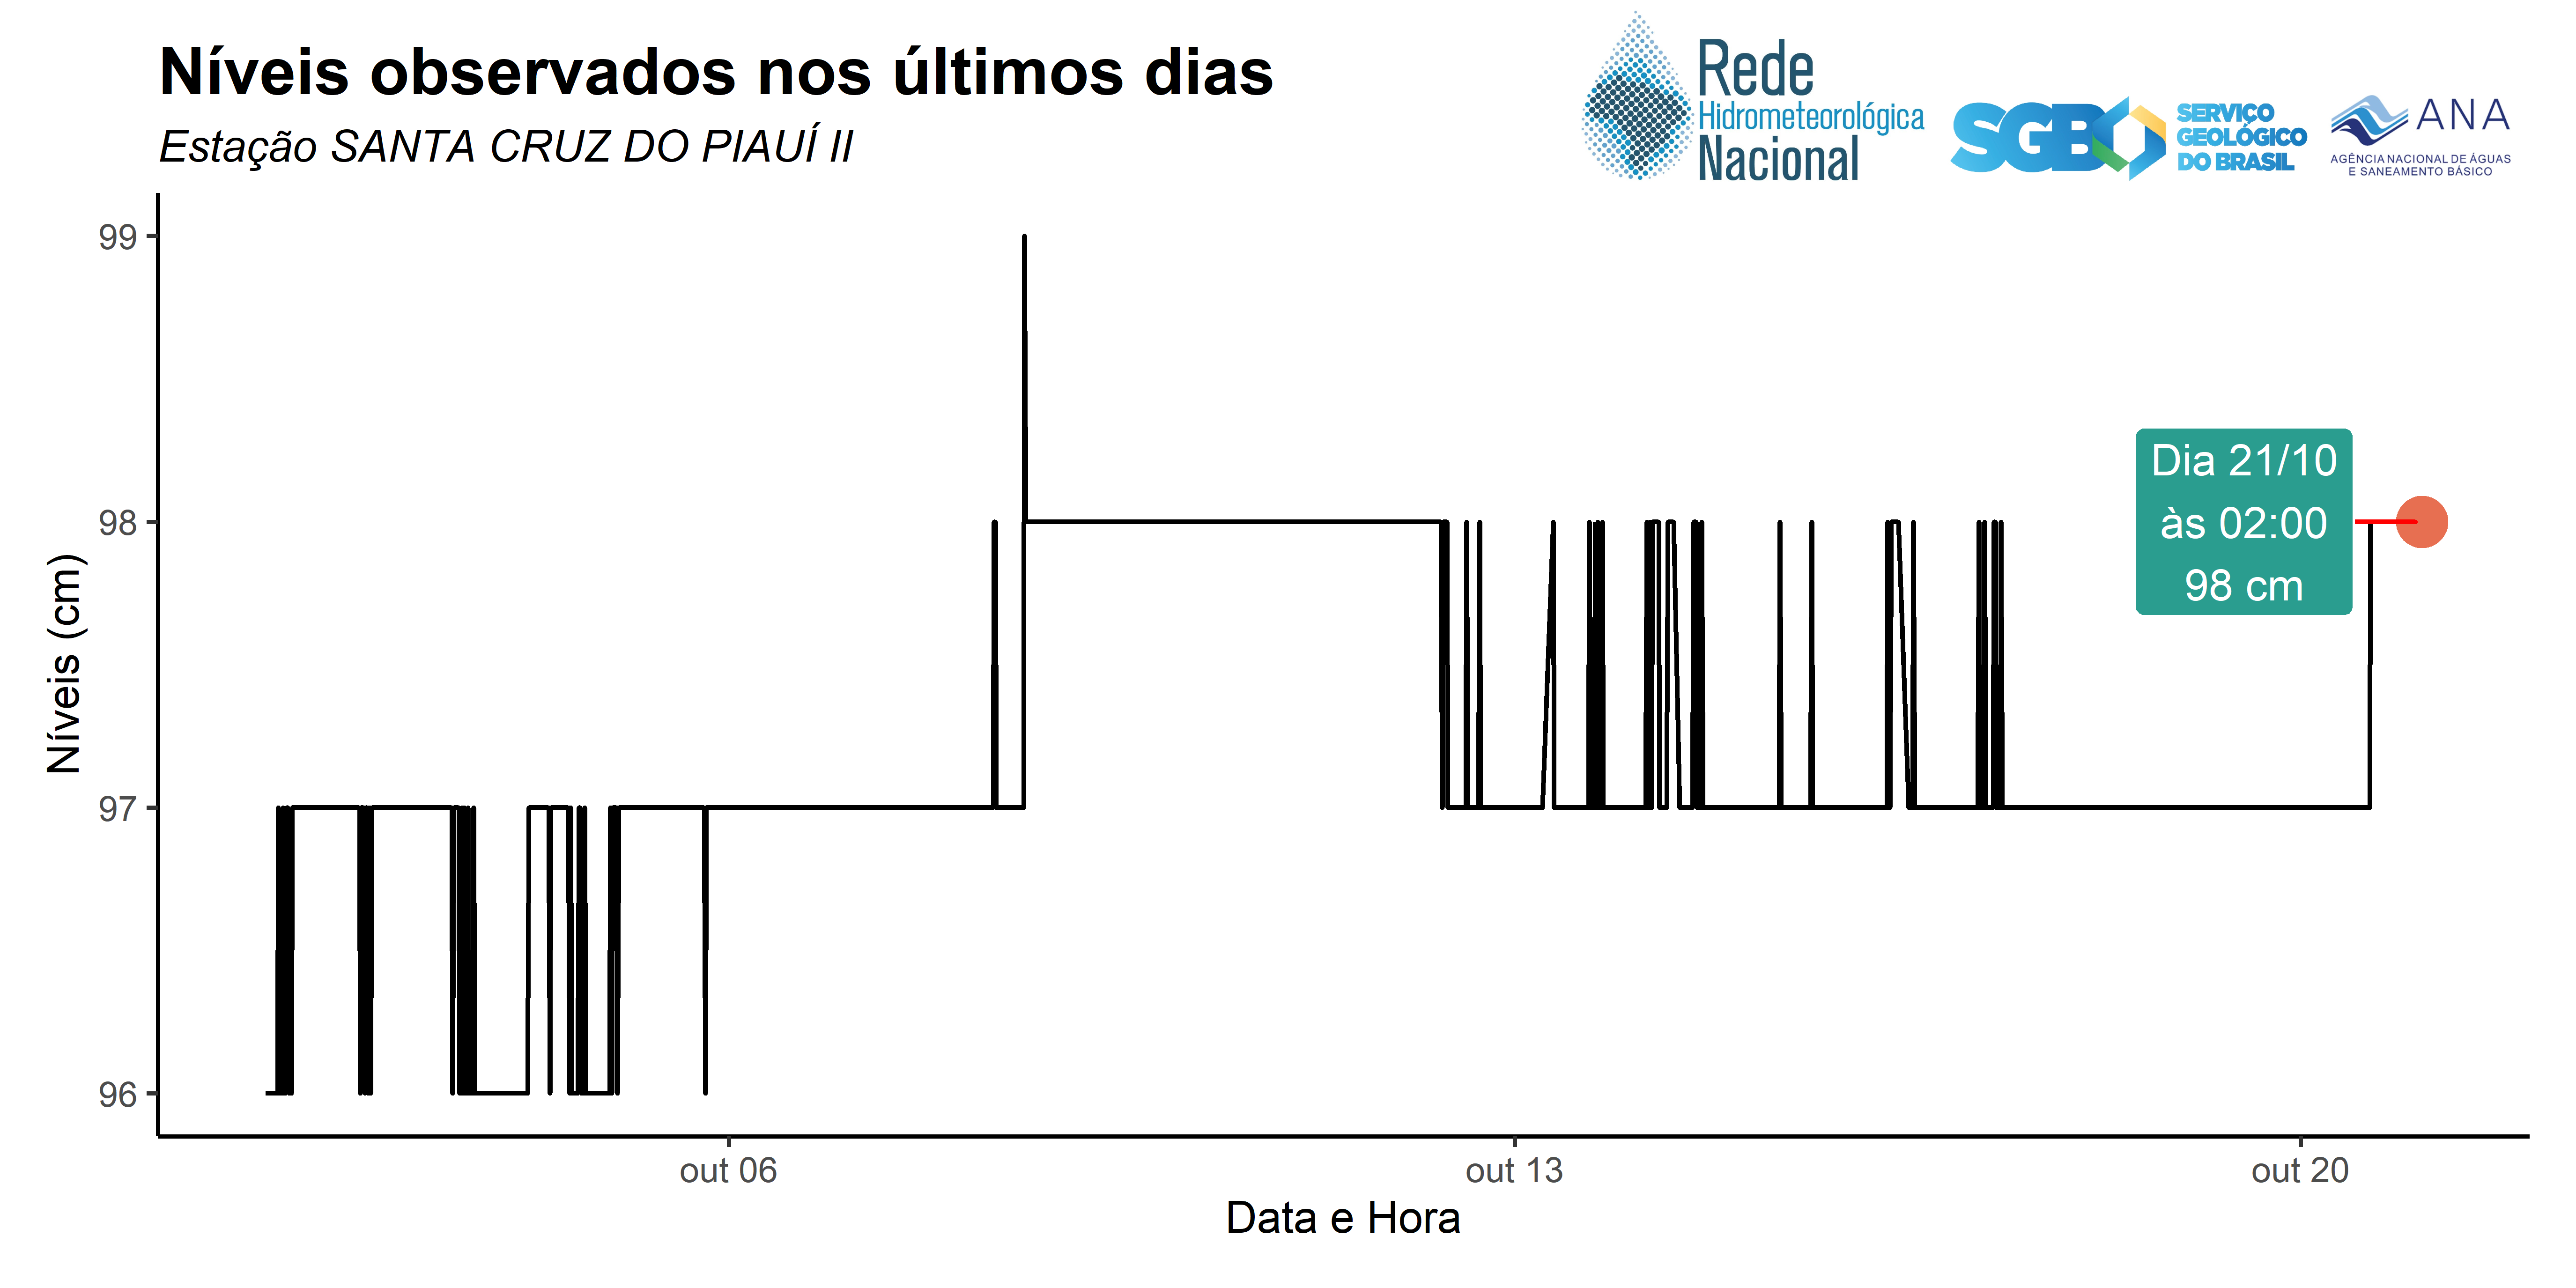 Níveis observados nos últimos dias
Estação SANTA CRUZ DO PIAUÍ II
Rede
Hidrometeorológica
Nacional
SGB
SERVIÇO
GEOLÓGICO
DO BRASIL
ANA
AGÊNCIA NACIONAL DE ÁGUAS
E SANEAMENTO BÁSICO
99
98
97
96
Níveis (cm)
Dia 21/10
às 02:00
98 cm
out 06
out 13
out 20
Data e Hora